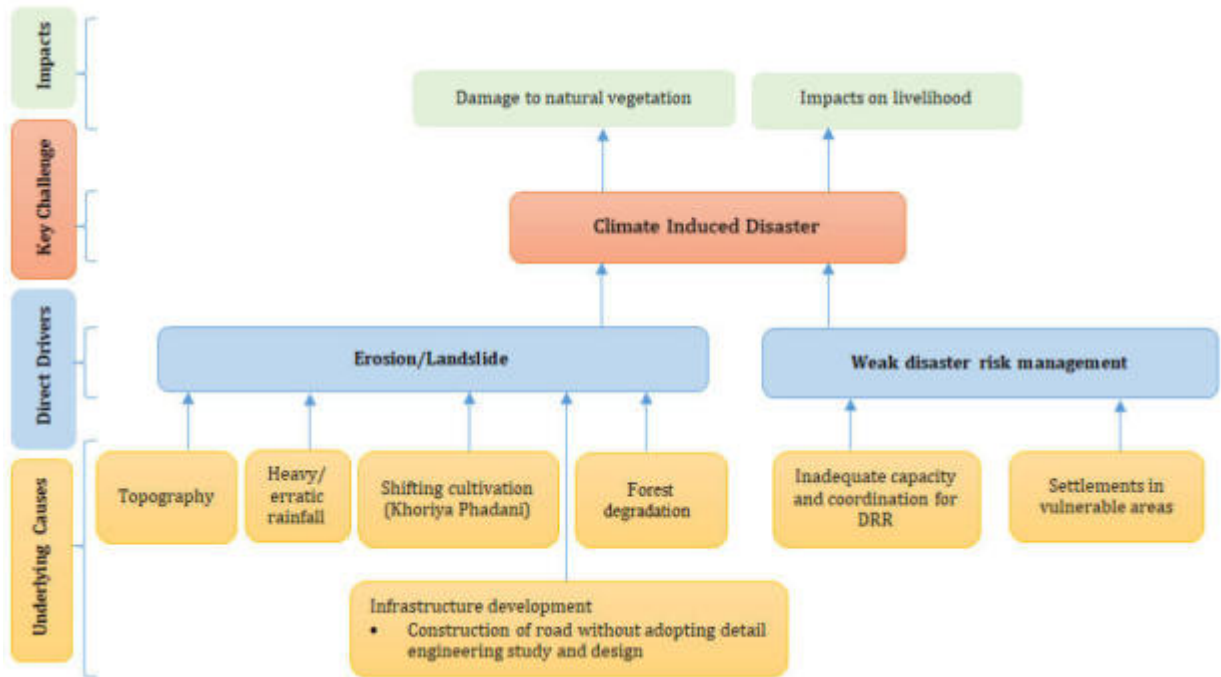 Impacts
Damage to natural vegetation
Impacts on livelihood
Key Challenge
Climate Induced Disaster
Direct Drivers
Erosion/Landslide
Weak disaster risk management
Underlying Causes
Topography
Heavy/
erratic
rainfall
Shifting cultivation
(Khoriya Phadani)
Forest
degradation
Inadequate capacity
and coordination for
DRR
Settlements in
vulnerable areas
Infrastructure development
• Construction of road without adopting detail
engineering study and design